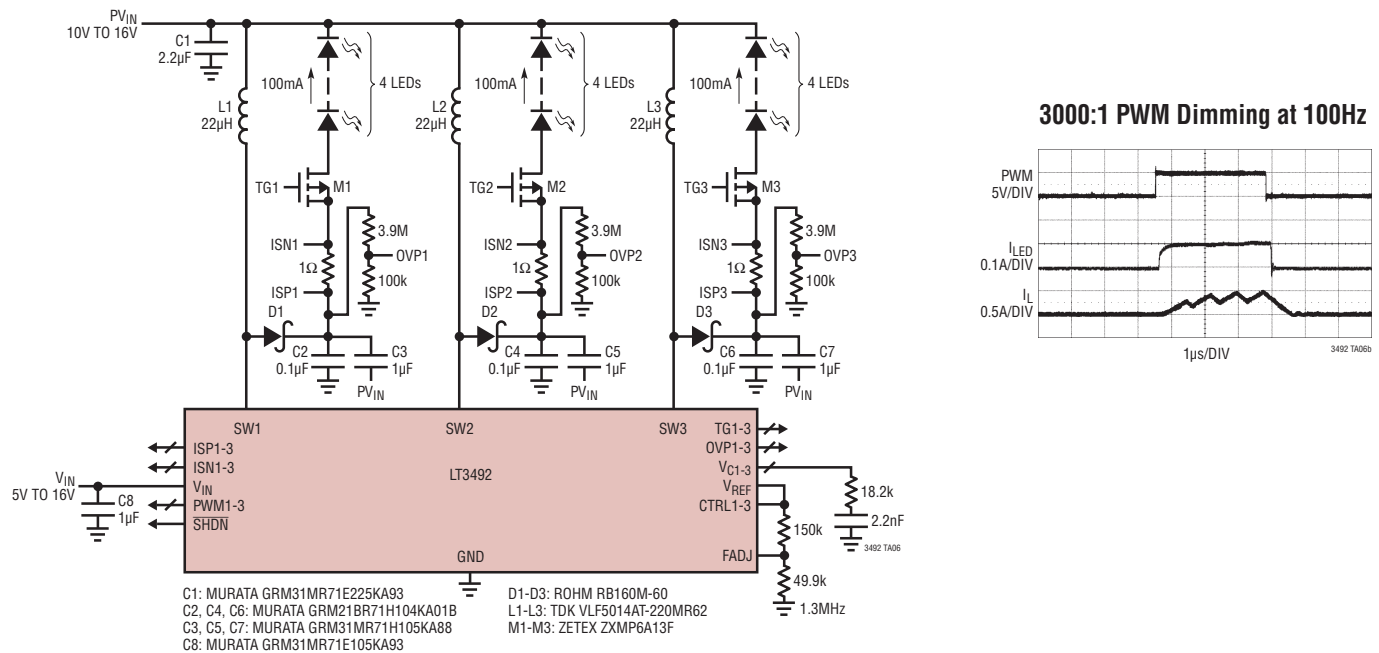 PVIN
10V TO 16V
C1
2.2µF
L1
22µH
100mA
4 LEDs
L2
22µH
100mA
4 LEDs
L3
22µH
100mA
4 LEDs
TG1
M1
TG2
M2
TG3
M3
ISN1
1Ω
ISP1
3.9M
OVP1
100k
ISN2
1Ω
ISP2
3.9M
OVP2
100k
ISN3
1Ω
ISP3
3.9M
OVP3
100k
D1
C2
0.1µF
C3
1µF
PVIN
D2
C4
0.1µF
C5
1µF
PVIN
D3
C6
0.1µF
C7
1µF
PVIN
SW1
SW2
SW3
ISP1-3
ISN1-3
VIN
PWM1-3
SHDN
LT3492
GND
TG1-3
OVP1-3
VC1-3
VREF
CTRL1-3
FADJ
VIN
5V TO 16V
C8
1µF
18.2k
2.2nF
3492 TA06
150k
49.9k
1.3MHz
C1: MURATA GRM31MR71E225KA93
C2, C4, C6: MURATA GRM21BR71H104KA01B
C3, C5, C7: MURATA GRM31MR71H105KA88
C8: MURATA GRM31MR71E105KA93
D1-D3: ROHM RB160M-60
L1-L3: TDK VLF5014AT-220MR62
M1-M3: ZETEX ZXMP6A13F
3000:1 PWM Dimming at 100Hz
PWM
5V/DIV
ILED
0.1A/DIV
IL
0.5A/DIV
1µs/DIV
3492 TA06b